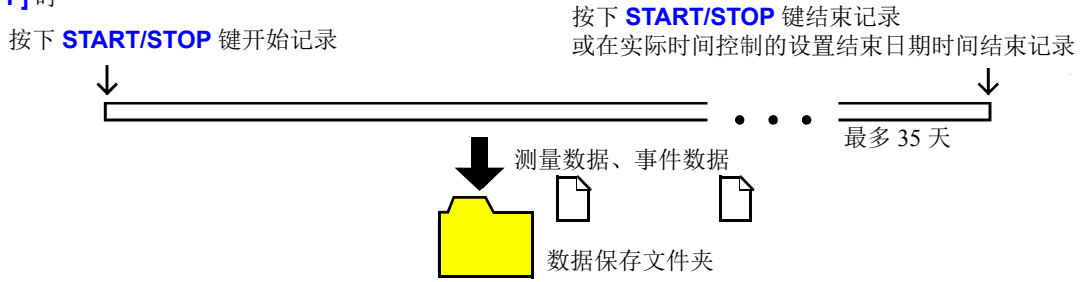 时
按下 START/STOP 键开始记录
按下 START/STOP 键结束记录
或在实际时间控制的设置结束日期时间结束记录
最多 35 天
测量数据、事件数据
数据保存文件夹